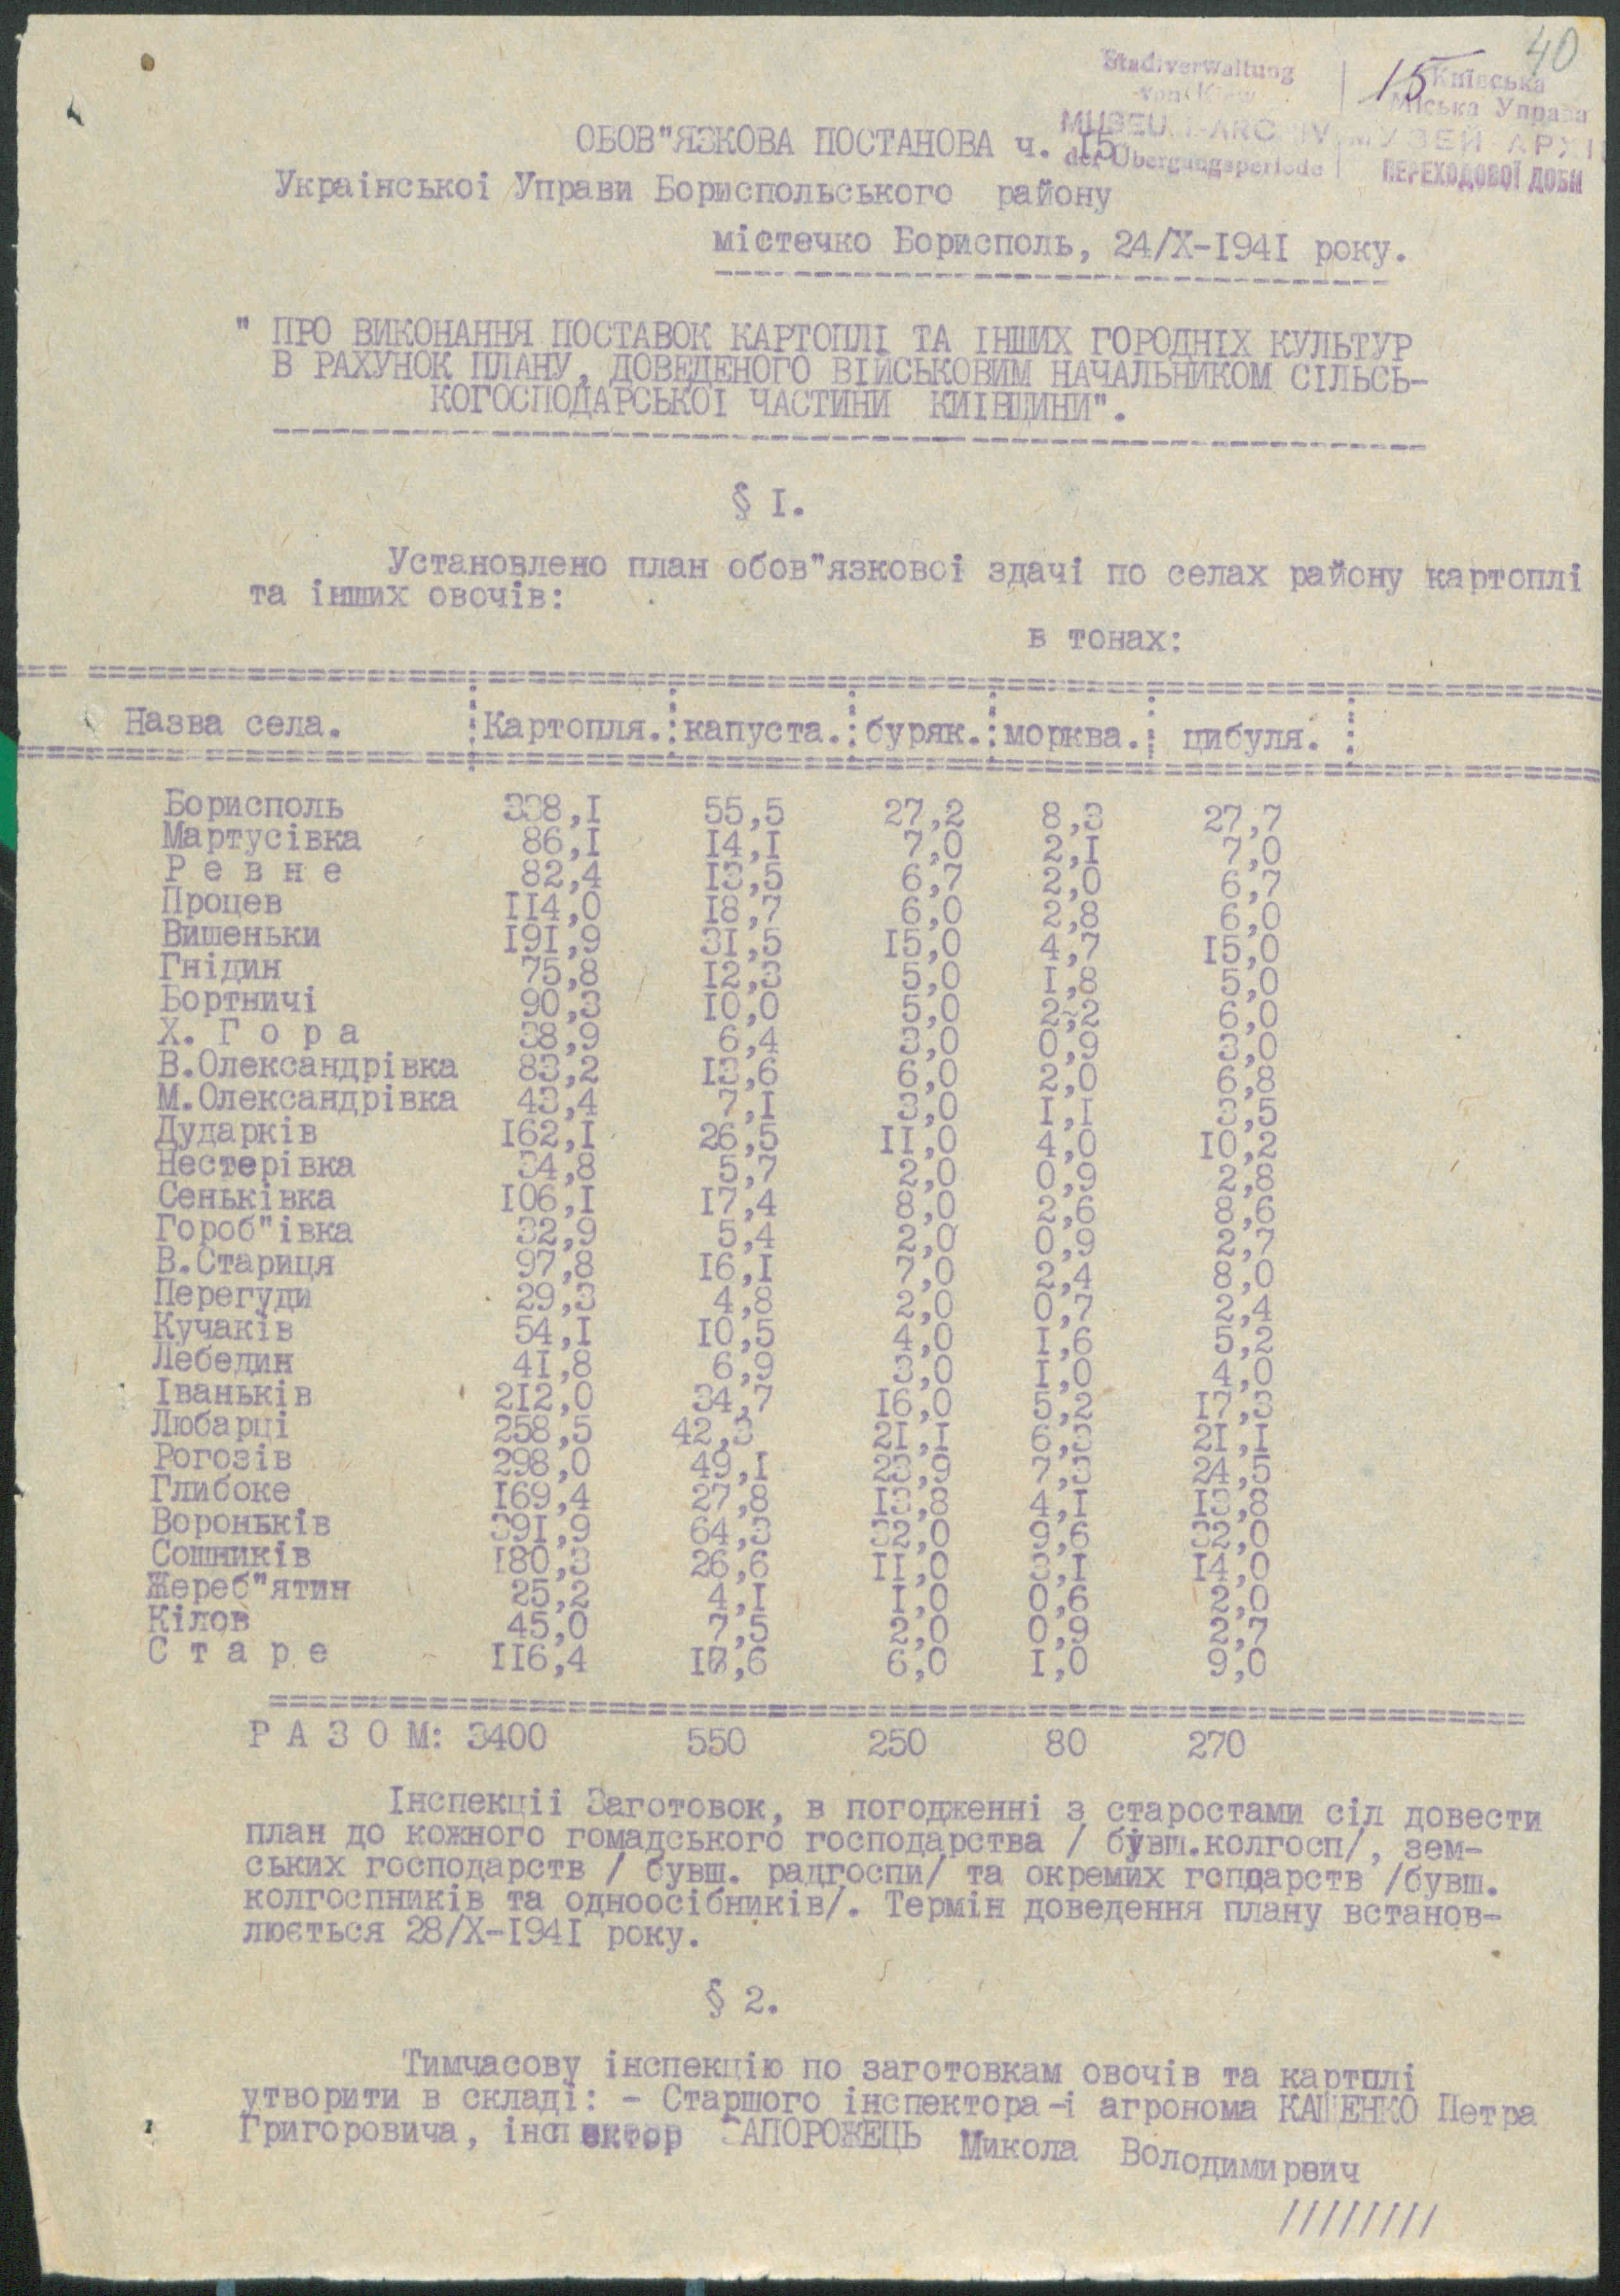 40
Stadtverwaltung
von Kiew
MUSEUM-ARCHIV
der Übergangsperiode
15
Київська
Міська Управа
МУЗЕЙ АРХІ
ПЕРЕХОДОВОЇ ДОБИ
ОБОВ"ЯЗКОВА ПОСТАНОВА ч. I5
Украінськоі Управи Бориспольського району
містечко Борисполь, 24/X-I94I року.
" ПРО ВИКОНАННЯ ПОСТАВОК КАРТОПЛІ ТА ІНШИХ ГОРОДНІХ КУЛЬТУР
В РАХУНОК ПЛАНУ, ДОВЕДЕНОГО ВІЙСЬКОВИМ НАЧАЛЬНИКОМ СІЛЬСЬ-
КОГОСПОДАРСЬКОІ ЧАСТИНИ КИІВЩИНИ".
§ I.
Установлено план обов"язковоі здачі по селах району картоплі
та інших овочів:
в тонах:
Назва села. Картопля. капуста. буряк. морква. цибуля.
Борисполь 338,I 55,5 27,2 8,3 27,7
Мартусівка 86,I I4,I 7,0 2,I 7,0
Р е в н е 82,4 I3,5 6,7 2,0 6,7
Процев II4,0 I8,7 6,0 2,8 6,0
Вишеньки I9I,9 3I,5 I5,0 4,7 I5,0
Гнідин 75,8 I2,3 5,0 I,8 5,0
Бортничі 90,3 I0,0 5,0 2,2 6,0
Х. Г о р а 38,9 6,4 3,0 0,9 3,0
В.Олександрівка 83,2 I3,6 6,0 2,0 6,8
М.Олександрівка 43,4 7,I 3,0 I,I 3,5
Дударків I62,I 26,5 II,0 4,0 I0,2
Нестерівка 34,8 5,7 2,0 0,9 2,8
Сеньківка I06,I I7,4 8,0 2,6 8,6
Гороб"івка 32,9 5,4 2,0 0,9 2,7
В.Стариця 97,8 I6,I 7,0 2,4 8,0
Перегуди 29,3 4,8 2,0 0,7 2,4
Кучаків 54,I I0,5 4,0 I,6 5,2
Лебедин 4I,8 6,9 3,0 I,0 4,0
Іваньків 2I2,0 34,7 I6,0 5,2 I7,3
Любарці 258,5 42,3 2I,I 6,3 2I,I
Рогозів 298,0 49,I 23,9 7,3 24,5
Глибоке I69,4 27,8 I3,8 4,I I3,8
Вороньків 39I,9 64,3 32,0 9,6 32,0
Сошників I80,3 26,6 II,0 3,I I4,0
Жереб"ятин 25,2 4,I I,0 0,6 2,0
Кілов 45,0 7,5 2,0 0,9 2,7
С т а р е II6,4 6,0 I,0 9,0
Р А З О М: 3400 550 250 80 270
Інспекціі Заготовок, в погодженні з старостами сіл довести
план до кожного гомадського господарства / бувш.колгосп/, зем-
ських господарств / бувш. радгоспи/ та окремих гспдарств /бувш.
колгоспників та одноосібників/. Термін доведення плану встанов-
люється 28/X-I94I року.
§ 2.
Тимчасову інспекцію по заготовкам овочів та картплі
утворити в складі: - Старшого інспектора-і агронома КАЩЕНКО Петра
Григоровича, інспектор ЗАПОРОЖЕЦЬ Микола Володимирвич
////////